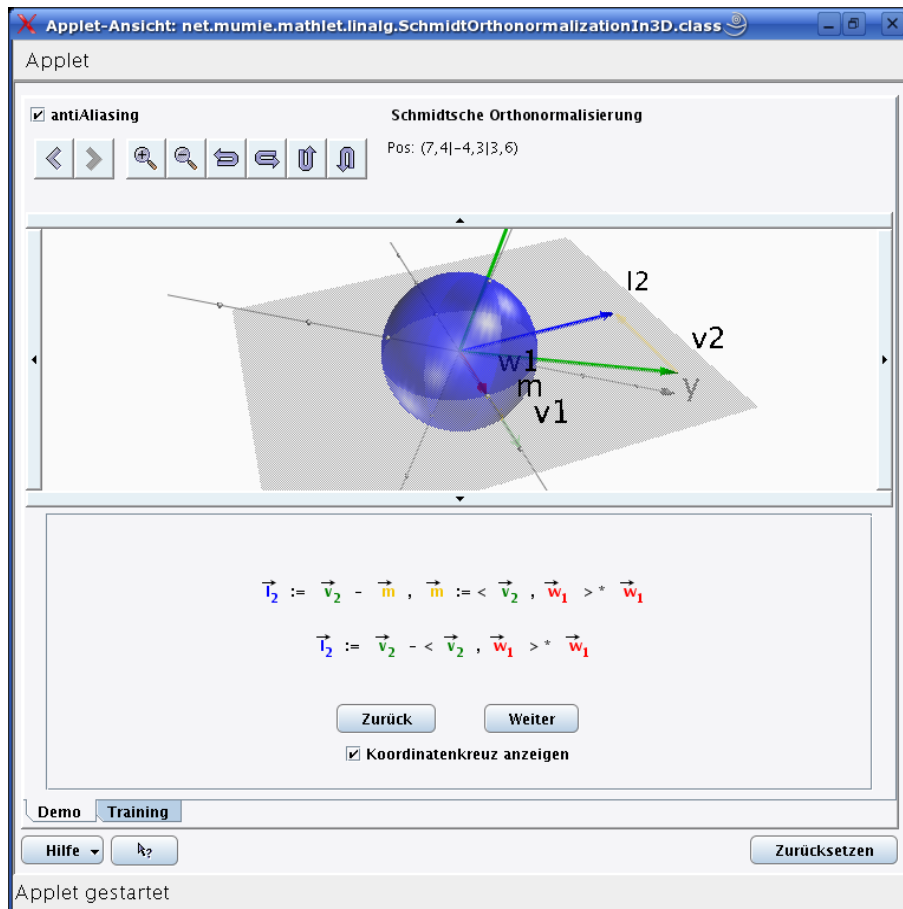 Applet-Ansicht: net.mumie.mathlet.linalg.SchmidtOrthonormalizationIn3D.class
Applet
antiAliasing
Schmidtsche Orthonormalisierung
Pos: (7,4|-4,3|3,6)
l2
v2
w1
m
y
v1
l₂ := v₂ - m , m := < v₂ , w₁ > * w₁
l₂ := v₂ - < v₂ , w₁ > * w₁
Zurück Weiter
Koordinatenkreuz anzeigen
Demo Training
Hilfe ? Zurücksetzen
Applet gestartet